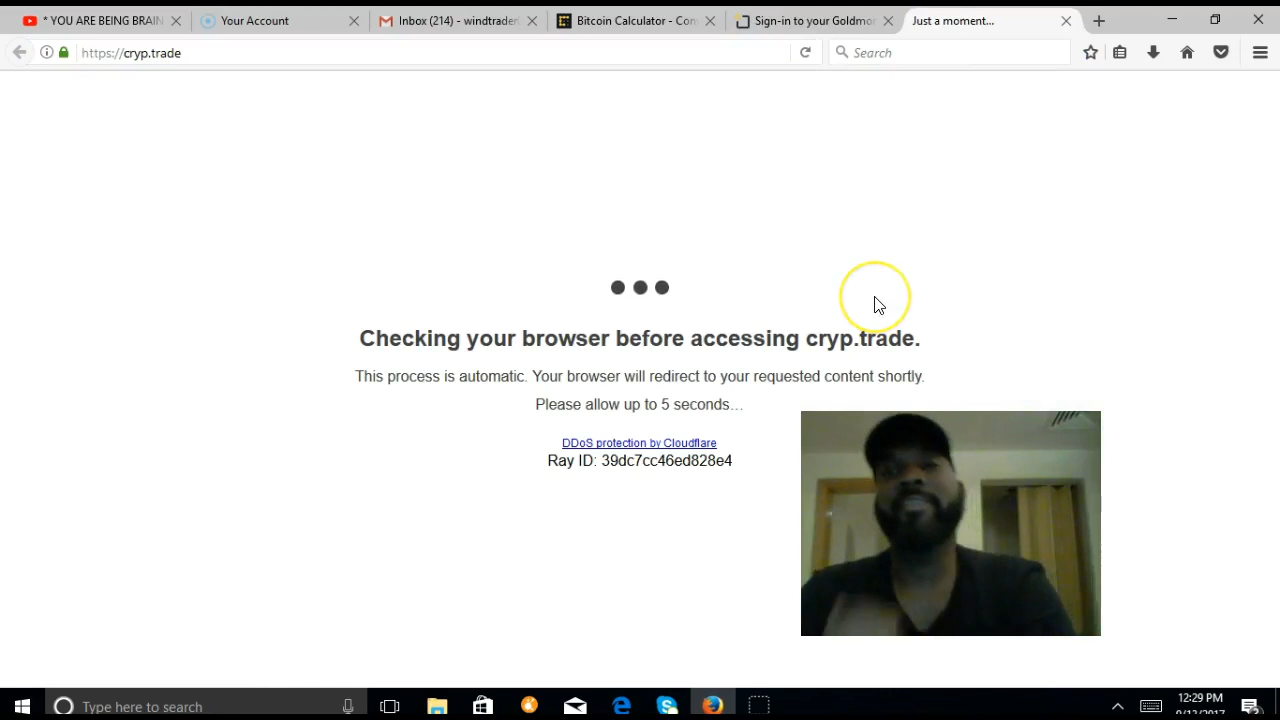 * YOU ARE BEING BRAIN
Your Account
Inbox (214) - windtrader
Bitcoin Calculator - Con
Sign-in to your Goldmo
Just a moment...
https://cryp.trade
Search
Checking your browser before accessing cryp.trade.
This process is automatic. Your browser will redirect to your requested content shortly.
Please allow up to 5 seconds...
DDoS protection by Cloudflare
Ray ID: 39dc7cc46ed828e4
Type here to search
12:29 PM